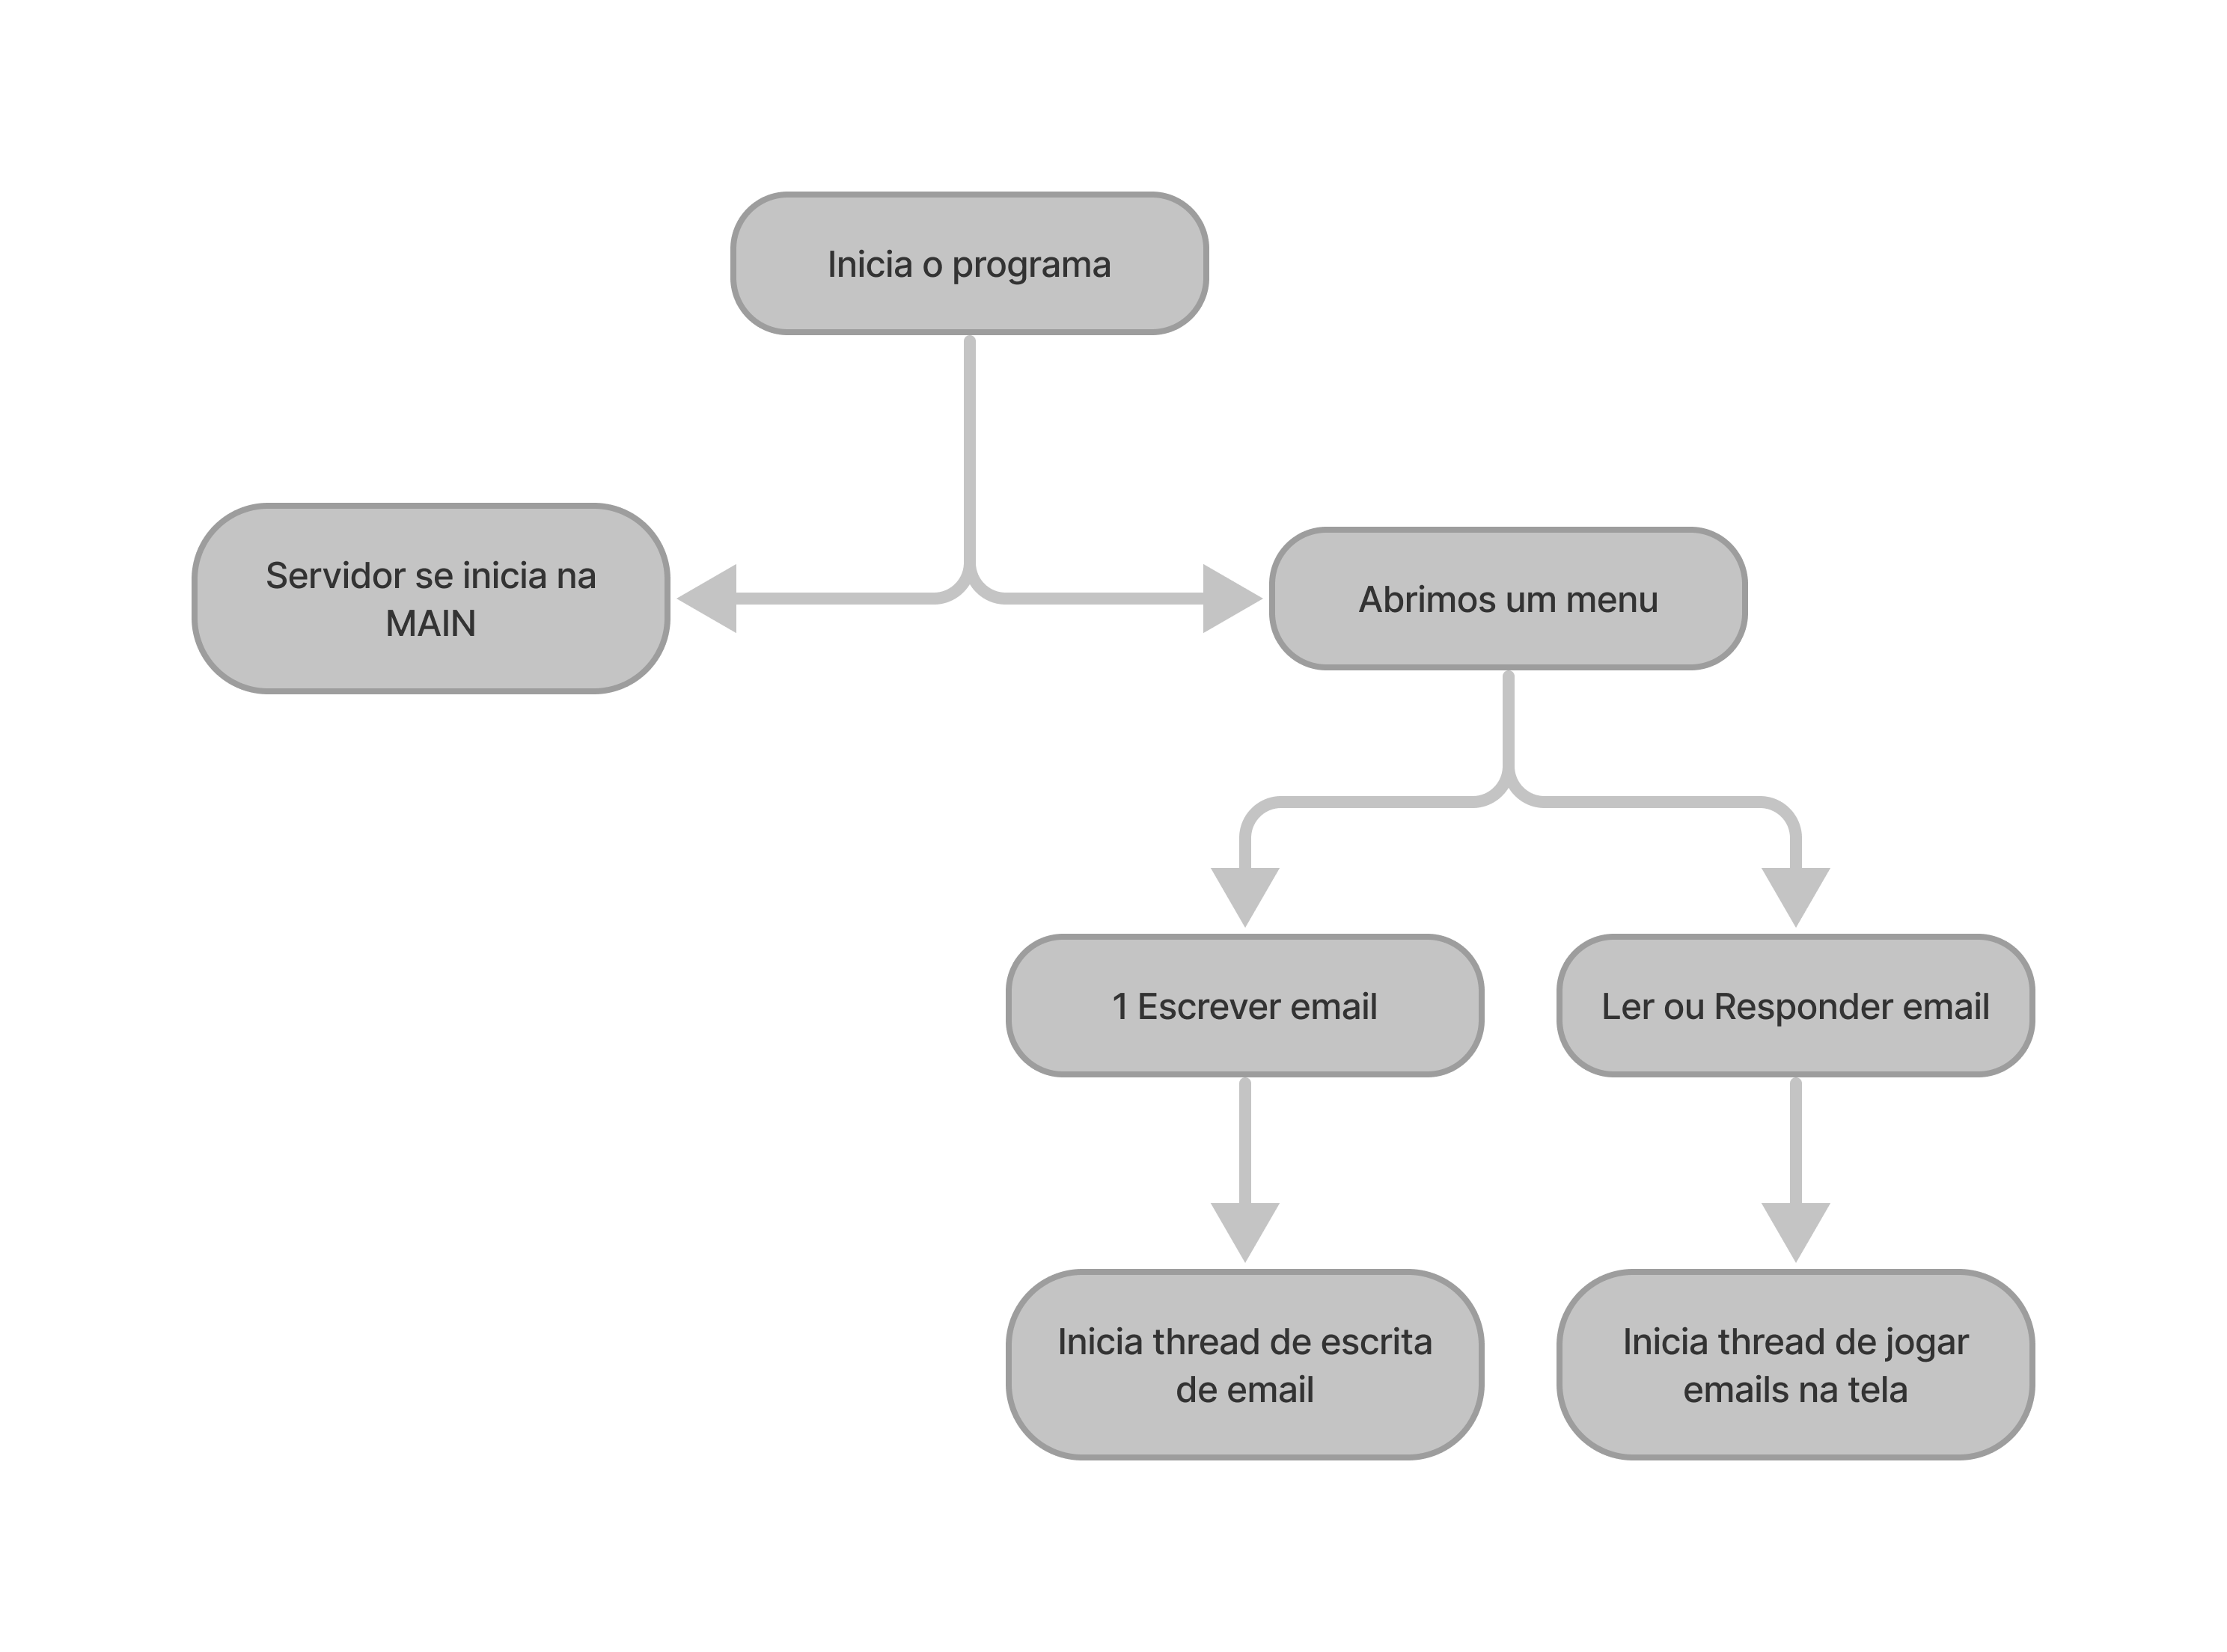 Inicia o programa
Servidor se inicia na
MAIN
Abrimos um menu
1 Escrever email
Ler ou Responder email
Inicia thread de escrita
de email
Inicia thread de jogar
emails na tela